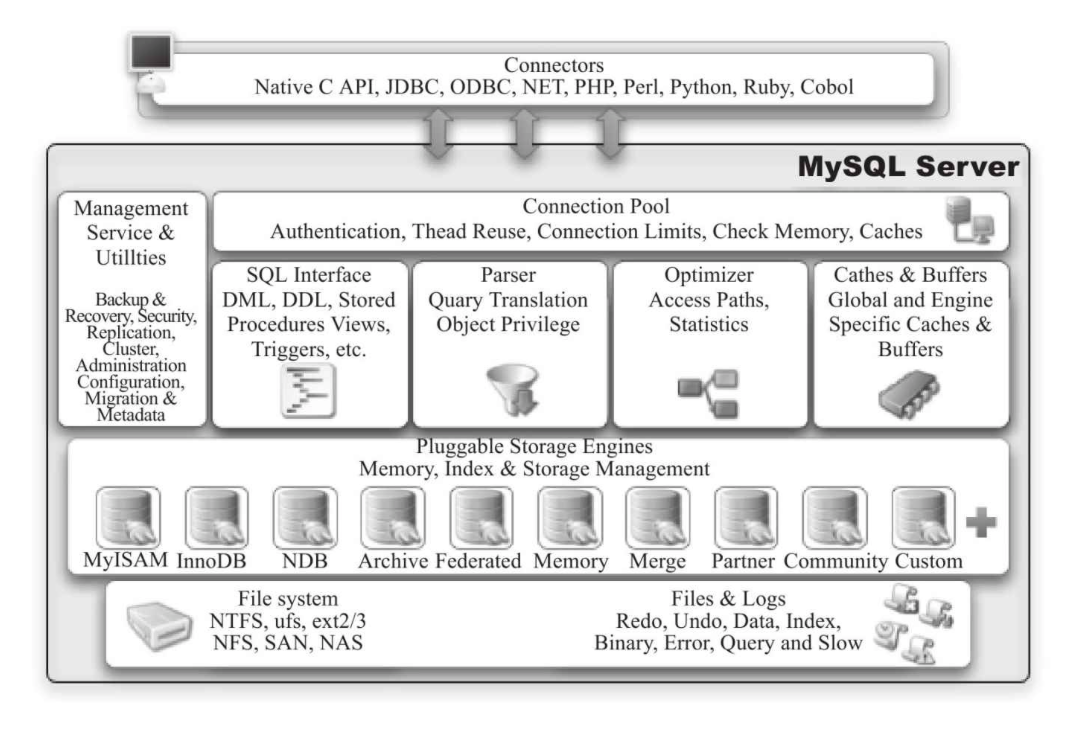 Connectors
Native C API, JDBC, ODBC, NET, PHP, Perl, Python, Ruby, Cobol
MySQL Server
Management
Service &
Utillties
Backup &
Recovery, Security,
Replication,
Cluster,
Administration
Configuration,
Migration &
Metadata
Connection Pool
Authentication, Thead Reuse, Connection Limits, Check Memory, Caches
SQL Interface
DML, DDL, Stored
Procedures Views,
Triggers, etc.
Parser
Quary Translation
Object Privilege
Optimizer
Access Paths,
Statistics
Cathes & Buffers
Global and Engine
Specific Caches &
Buffers
Pluggable Storage Engines
Memory, Index & Storage Management
MyISAM InnoDB NDB Archive Federated Memory Merge Partner Community Custom
File system
NTFS, ufs, ext2/3
NFS, SAN, NAS
Files & Logs
Redo, Undo, Data, Index,
Binary, Error, Query and Slow